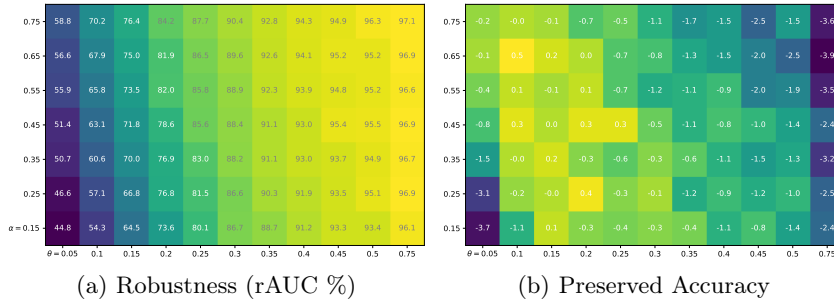 0.75 58.8 70.2 76.4 84.2 87.7 90.4 92.8 94.3 94.9 96.3 97.1
0.65 56.6 67.9 75.0 81.9 86.5 89.6 92.6 94.1 95.2 95.2 96.9
0.55 55.9 65.8 73.5 82.0 85.8 88.9 92.3 93.9 94.8 95.2 96.6
0.45 51.4 63.1 71.8 78.6 85.6 88.4 91.1 93.0 95.4 95.5 96.9
0.35 50.7 60.6 70.0 76.9 83.0 88.2 91.1 93.0 93.7 94.9 96.7
0.25 46.6 57.1 66.8 76.8 81.5 86.6 90.3 91.9 93.5 95.1 96.9
α = 0.15 44.8 54.3 64.5 73.6 80.1 86.7 88.7 91.2 93.3 93.4 96.1
θ = 0.05 0.1 0.15 0.2 0.25 0.3 0.35 0.4 0.45 0.5 0.75
(a) Robustness (rAUC %)
0.75 -0.2 -0.0 -0.1 -0.7 -0.5 -1.1 -1.7 -1.5 -2.5 -1.5 -3.6
0.65 -0.1 0.5 0.2 0.0 -0.7 -0.8 -1.3 -1.5 -2.0 -2.5 -3.9
0.55 -0.4 0.1 0.1 0.1 -0.7 -1.2 -1.1 -0.9 -2.0 -1.9 -3.5
0.45 -0.8 0.3 0.0 0.3 0.3 -0.5 -1.1 -0.8 -1.0 -1.4 -2.4
0.35 -1.5 -0.0 0.2 -0.3 -0.6 -0.3 -0.6 -1.1 -1.5 -1.3 -3.2
0.25 -3.1 -0.2 -0.0 0.4 -0.3 -0.1 -1.2 -0.9 -1.2 -1.0 -2.5
0.15 -3.7 -1.1 0.1 -0.3 -0.4 -0.3 -0.4 -1.1 -0.8 -1.4 -2.4
θ = 0.05 0.1 0.15 0.2 0.25 0.3 0.35 0.4 0.45 0.5 0.75
(b) Preserved Accuracy